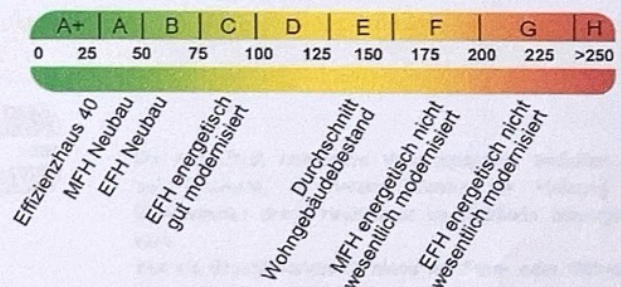 A+ A B C D E F G H
0 25 50 75 100 125 150 175 200 225 >250
Effizienzhaus 40
MFH Neubau
EFH Neubau
EFH energetisch
gut modernisiert
Durchschnitt
Wohngebäudebestand
MFH energetisch nicht
wesentlich modernisiert
EFH energetisch nicht
wesentlich modernisiert